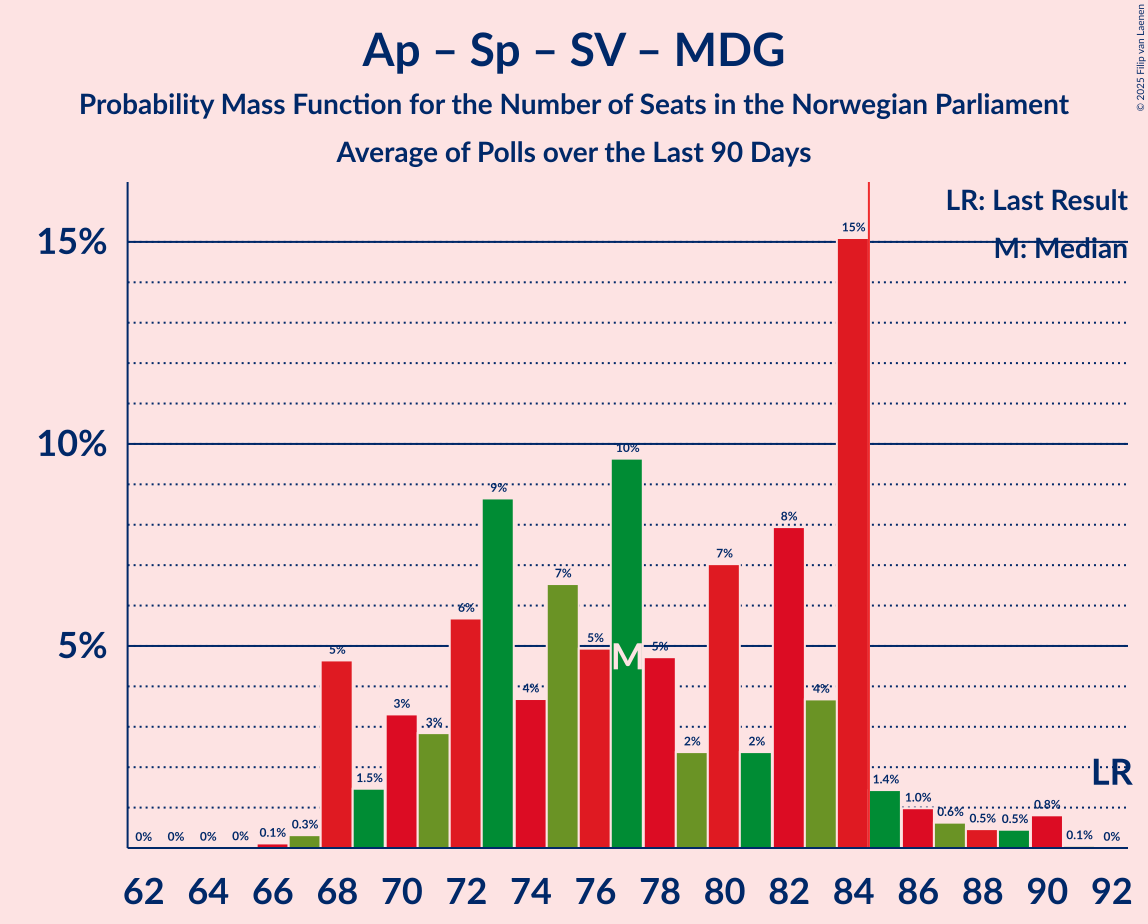 Ap – Sp – SV – MDG
Probability Mass Function for the Number of Seats in the Norwegian Parliament
Average of Polls over the Last 90 Days
© 2025 Filip van Laenen
LR: Last Result
M: Median
15%
10%
5%
0% 0% 0% 0% 0.1% 0.3% 5% 1.5% 3% 3% 6% 9% 4% 7% 5% 10% 5% 2% 7% 2% 8% 4% 15% 1.4% 1.0% 0.6% 0.5% 0.5% 0.8% 0.1% 0%
M
LR
62 64 66 68 70 72 74 76 78 80 82 84 86 88 90 92